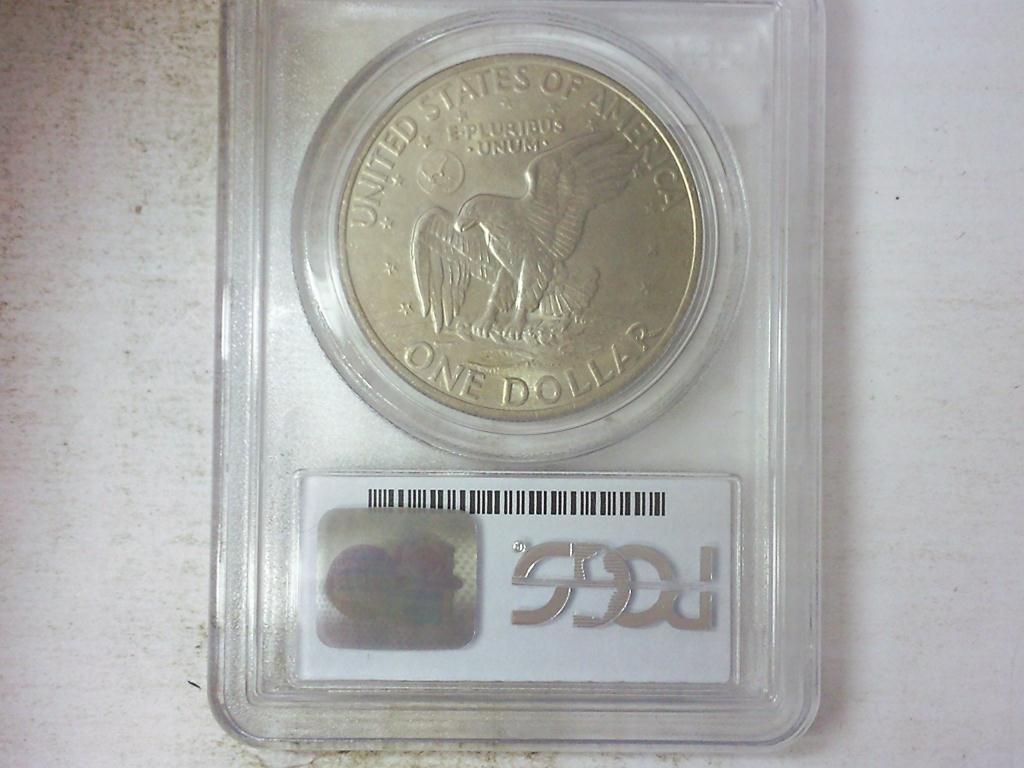 UNITED STATES OF AMERICA
E·PLURIBUS
·UNUM·
ONE DOLLAR
PCGS
®